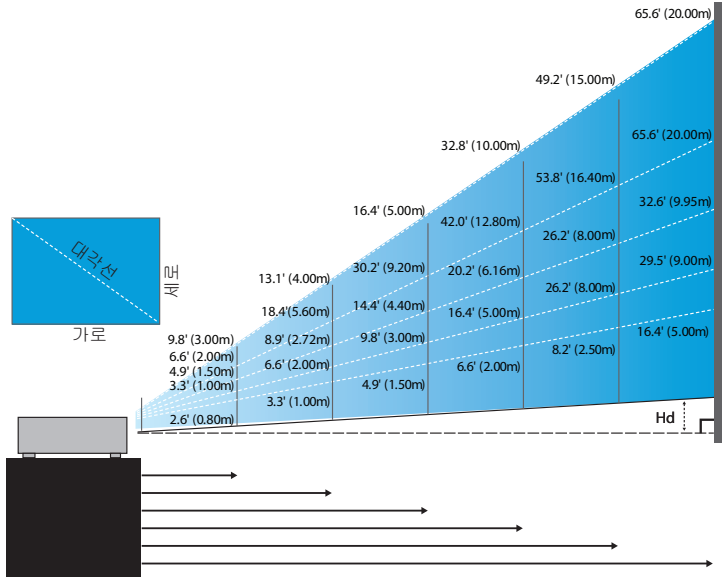 65.6' (20.00m)
49.2' (15.00m)
65.6' (20.00m)
32.8' (10.00m)
53.8' (16.40m)
32.6' (9.95m)
16.4' (5.00m)
42.0' (12.80m)
26.2' (8.00m)
29.5' (9.00m)
대각선
세로
가로
13.1' (4.00m)
30.2' (9.20m)
20.2' (6.16m)
26.2' (8.00m)
16.4' (5.00m)
18.4'(5.60m)
14.4' (4.40m)
16.4' (5.00m)
8.2' (2.50m)
9.8' (3.00m)
8.9' (2.72m)
9.8' (3.00m)
6.6' (2.00m)
6.6' (2.00m)
6.6' (2.00m)
4.9' (1.50m)
4.9' (1.50m)
3.3' (1.00m)
3.3' (1.00m)
2.6' (0.80m)
Hd